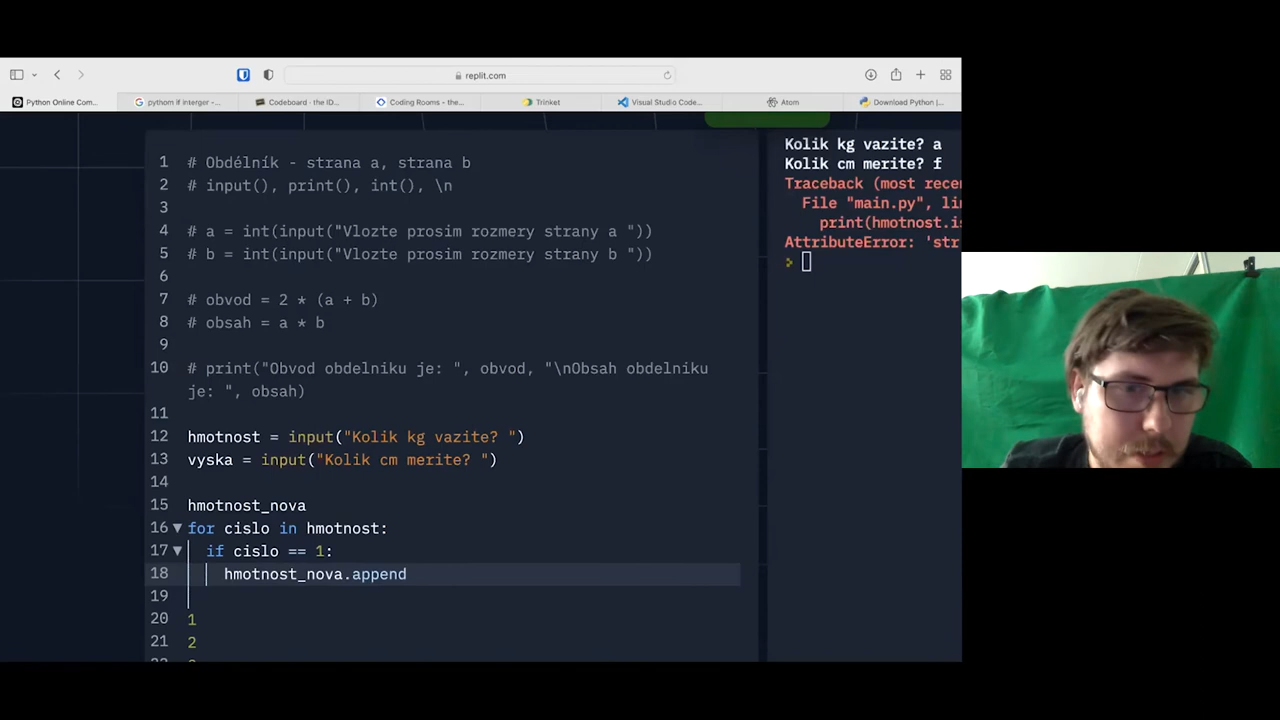 replit.com
Python Online Com...
pythom if interger -...
Codeboard - the ID...
Coding Rooms - the...
Trinket
Visual Studio Code...
Atom
Download Python |...
1 # Obdélník - strana a, strana b
2 # input(), print(), int(), \n
3
4 # a = int(input("Vlozte prosim rozmery strany a "))
5 # b = int(input("Vlozte prosim rozmery strany b "))
6
7 # obvod = 2 * (a + b)
8 # obsah = a * b
9
10 # print("Obvod obdelniku je: ", obvod, "\nObsah obdelniku
je: ", obsah)
11
12 hmotnost = input("Kolik kg vazite? ")
13 vyska = input("Kolik cm merite? ")
14
15 hmotnost_nova
16 for cislo in hmotnost:
17 if cislo == 1:
18 hmotnost_nova.append
19
20 1
21 2
Kolik kg vazite? a
Kolik cm merite? f
Traceback (most recen
File "main.py", lin
print(hmotnost.is
AttributeError: 'str